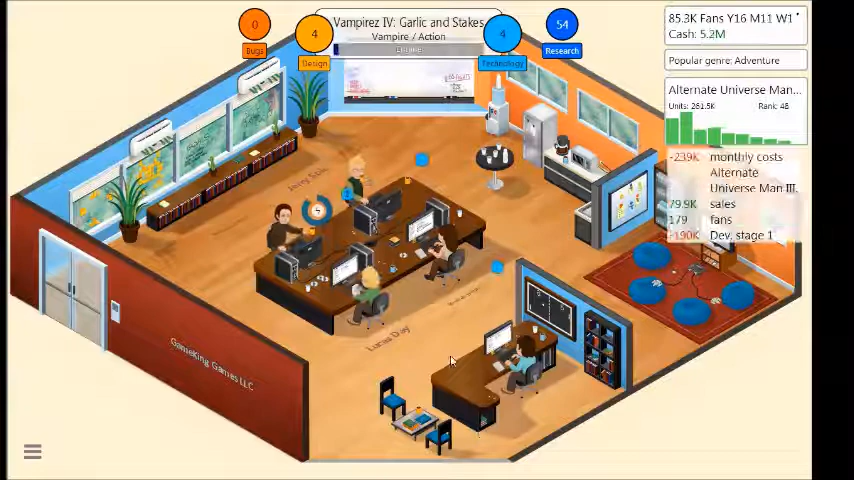 0
Bugs
4
Design
Vampirez IV: Garlic and Stakes
Vampire / Action
4
Technology
54
Research
85.3K Fans Y16 M11 W1
Cash: 5.2M
Popular genre: Adventure
Alternate Universe Man...
Units: 261.5K Rank: 48
-239K monthly costs
Alternate
Universe Man III.
79.9K sales
179 fans
-190K Dev. stage 1
GameKing Games LLC